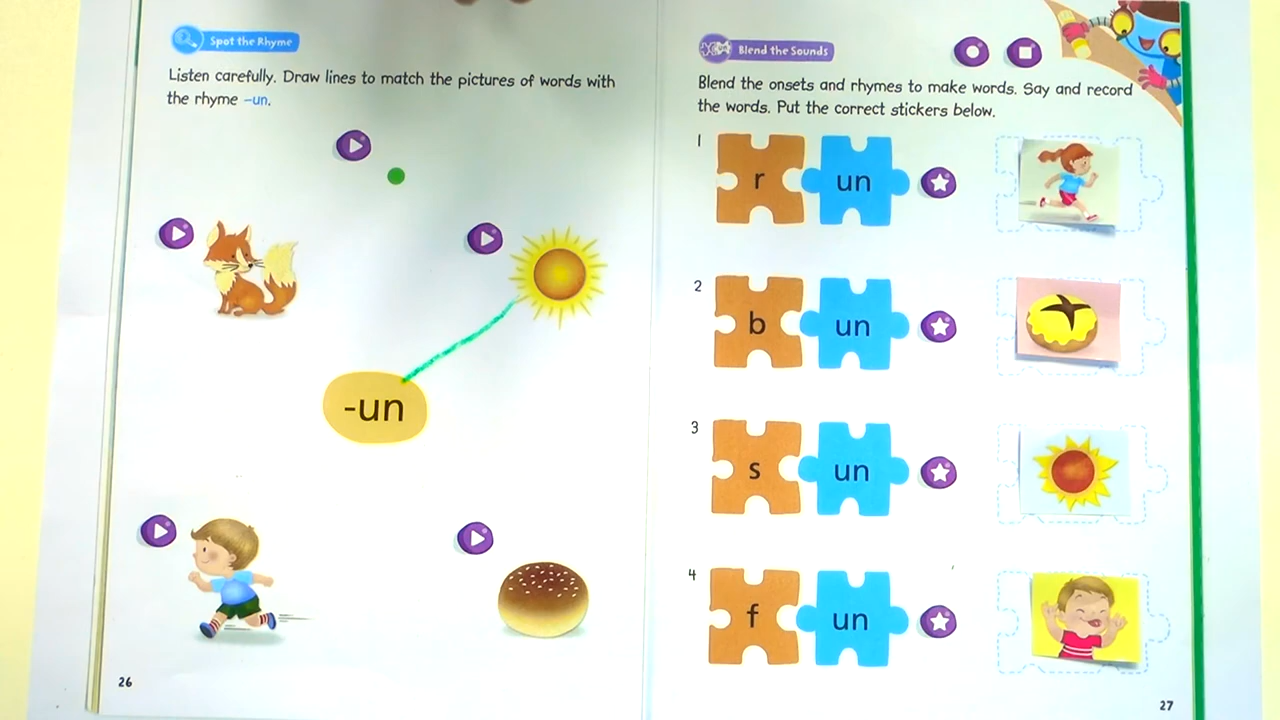 Spot the Rhyme
Listen carefully. Draw lines to match the pictures of words with
the rhyme –un.
-un
26
Blend the Sounds
Blend the onsets and rhymes to make words. Say and record
the words. Put the correct stickers below.
1
r un
2
b un
3
s un
4
f un
27